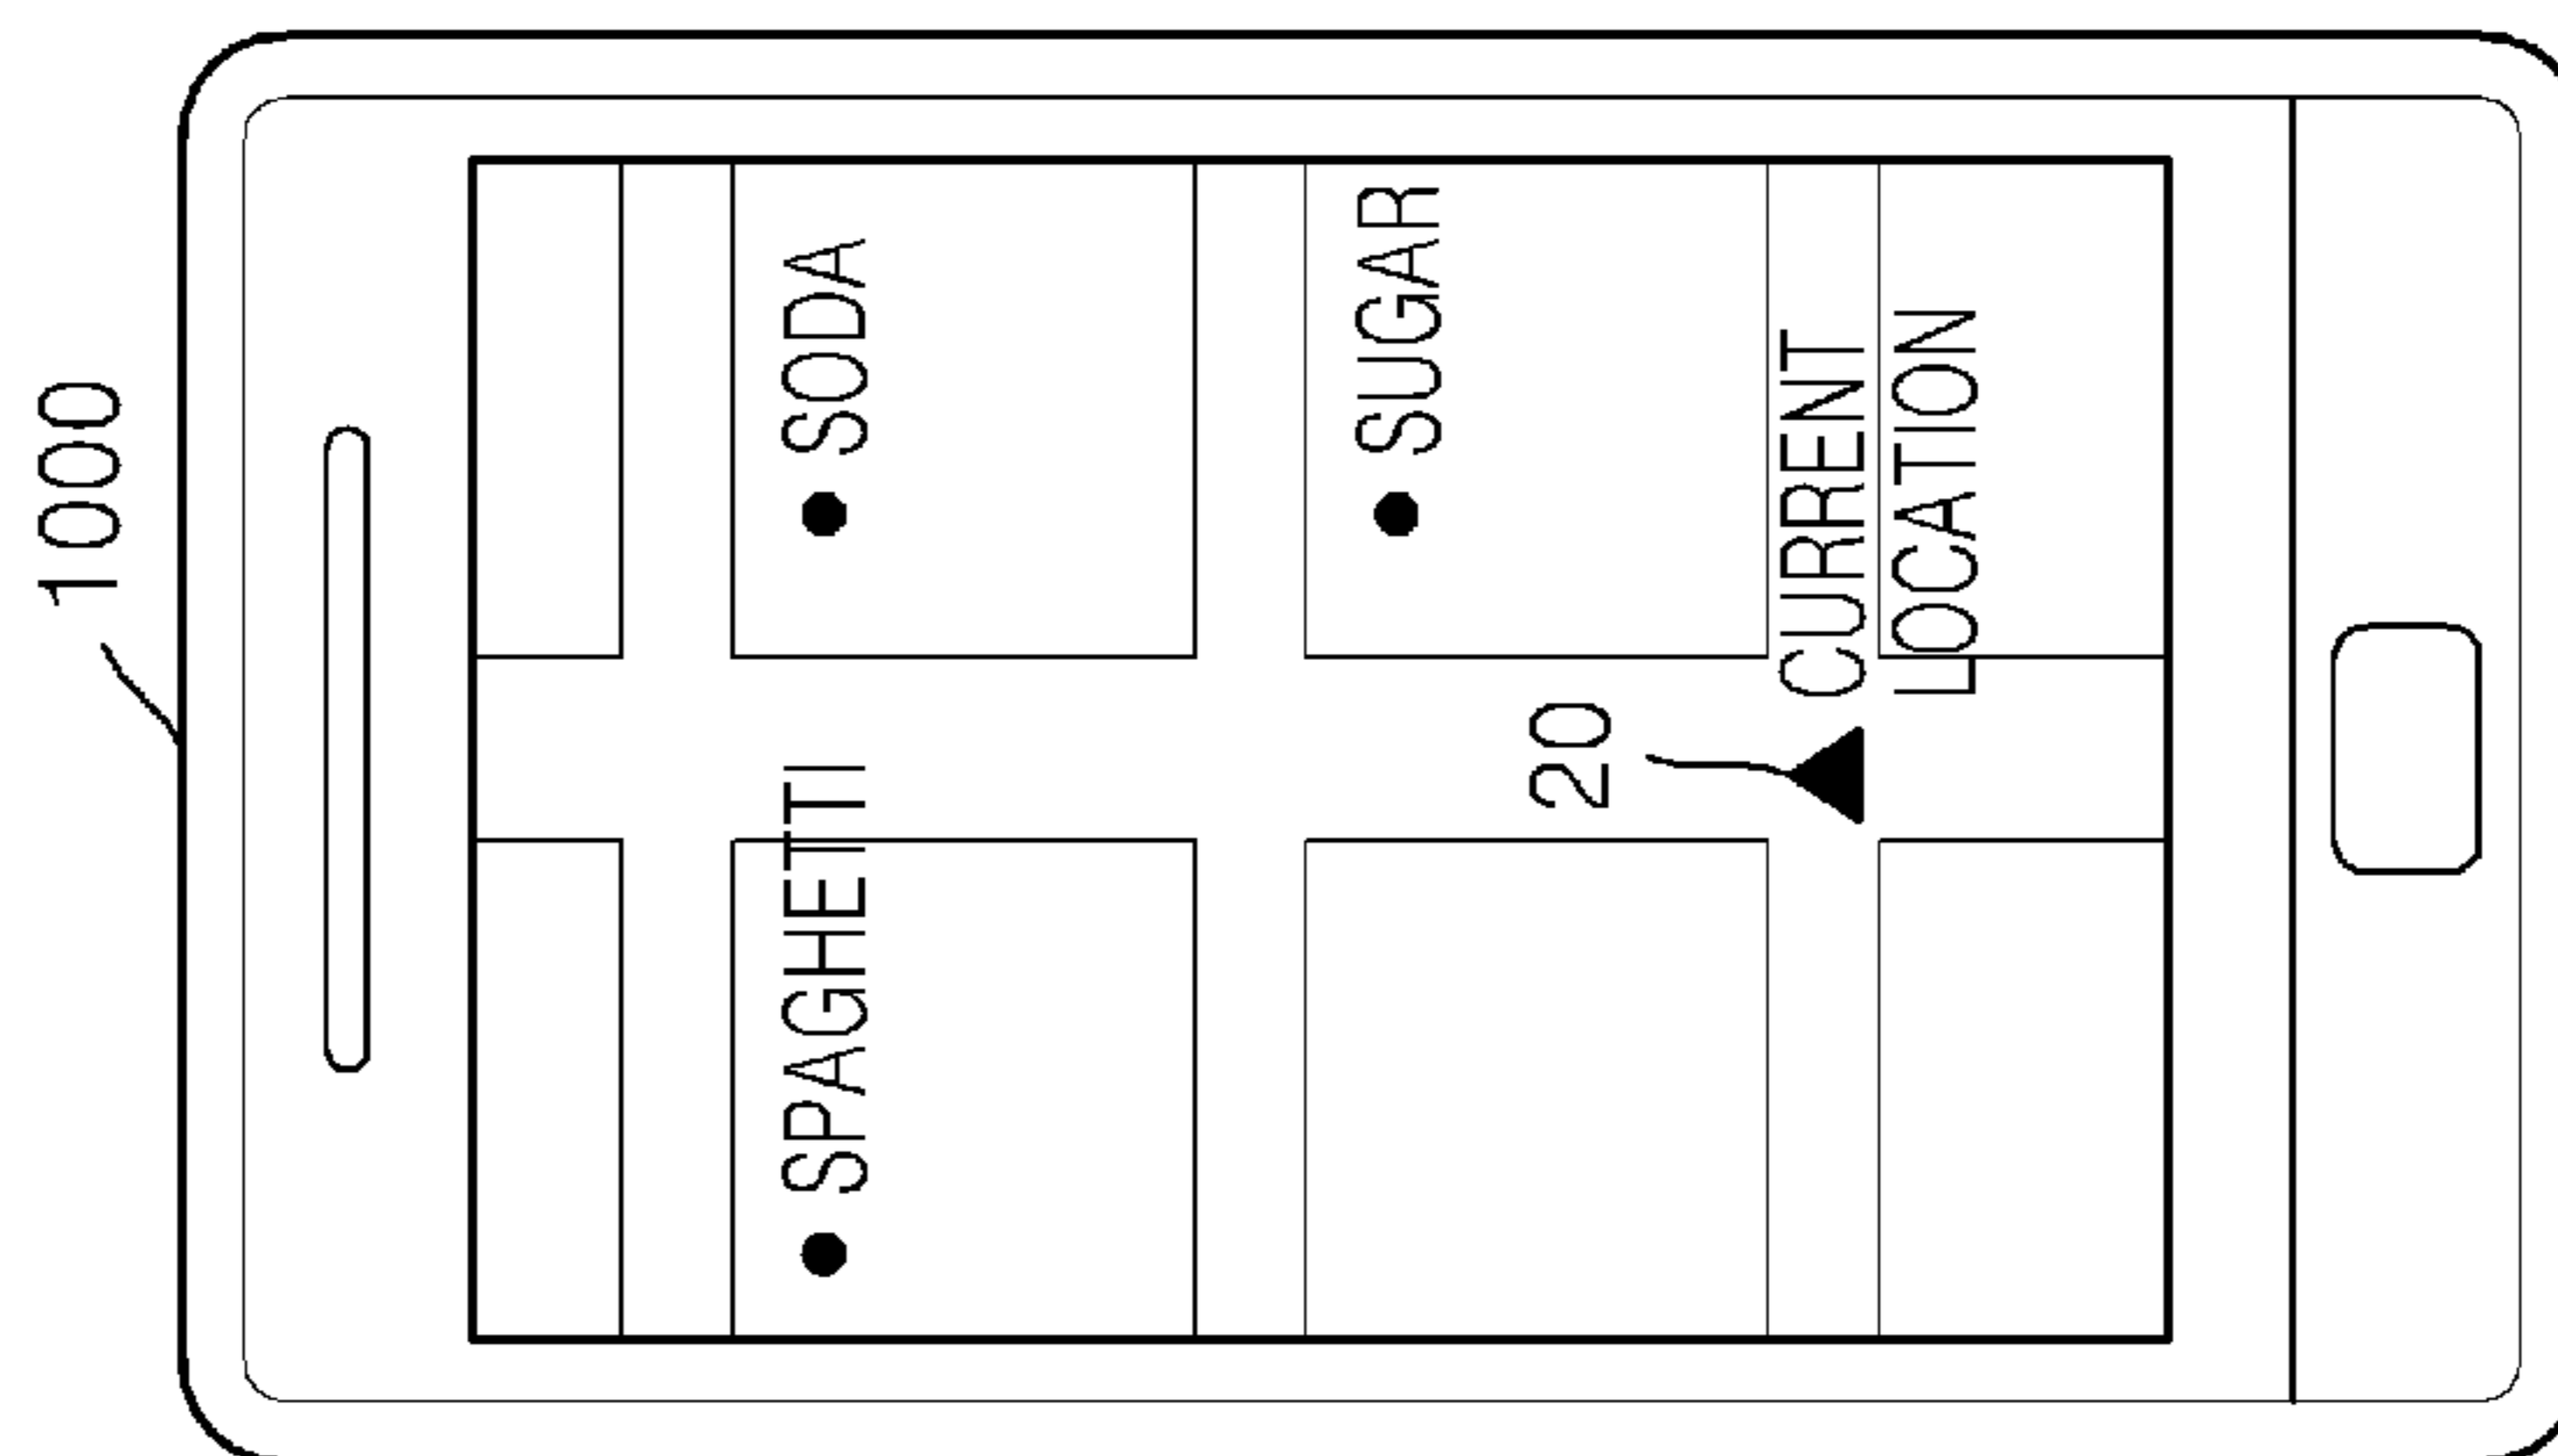 1000
SPAGHETTI
SODA
SUGAR
20
CURRENT
LOCATION